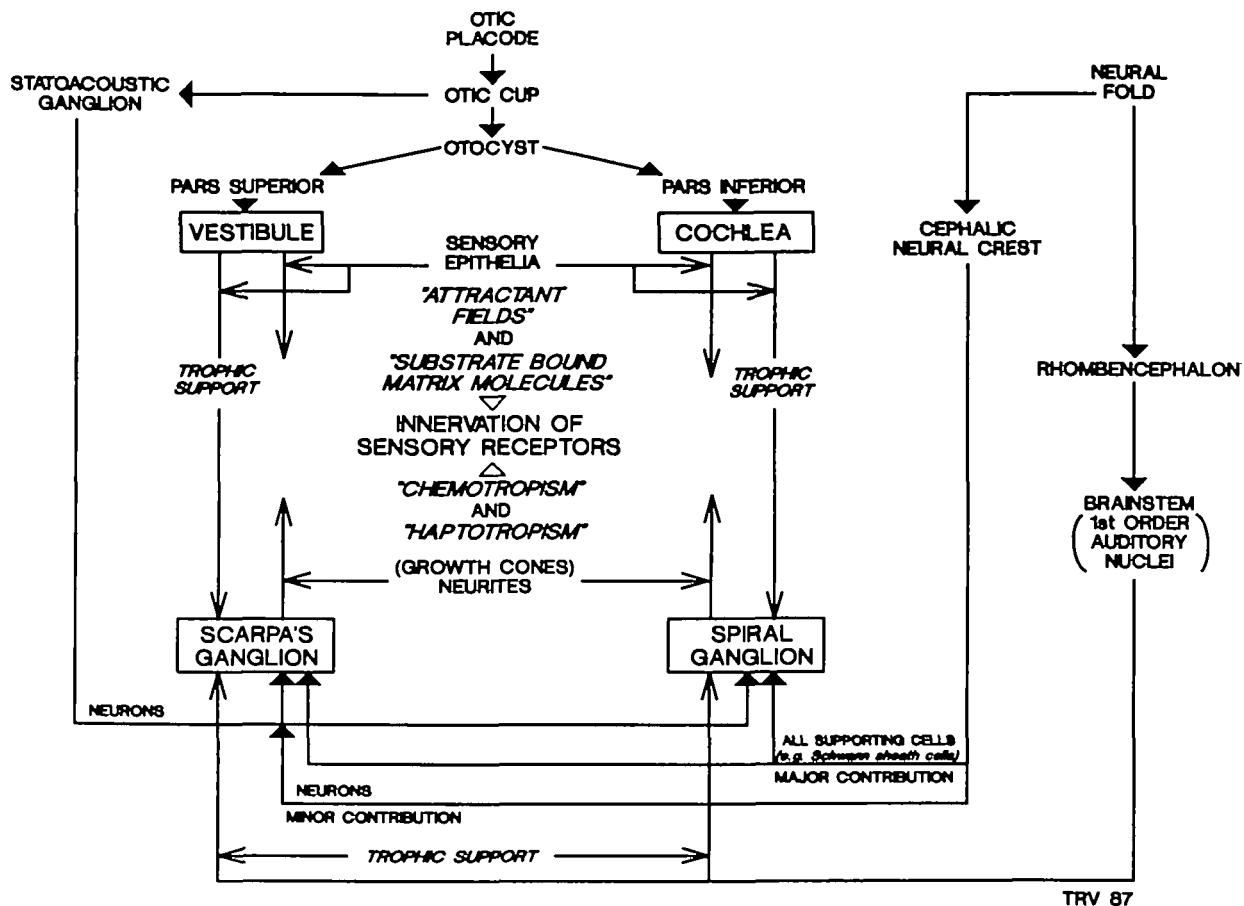 OTIC
PLACODE
STATOACOUSTIC
GANGLION
OTIC CUP
NEURAL
FOLD
OTOCYST
PARS SUPERIOR
PARS INFERIOR
VESTIBULE
COCHLEA
CEPHALIC
NEURAL CREST
SENSORY
EPITHELIA
"ATTRACTANT
FIELDS"
AND
"SUBSTRATE BOUND
MATRIX MOLECULES"
TROPHIC
SUPPORT
TROPHIC
SUPPORT
RHOMBENCEPHALON
INNERVATION OF
SENSORY RECEPTORS
"CHEMOTROPISM"
AND
"HAPTOTROPISM"
BRAINSTEM
(1st ORDER
AUDITORY
NUCLEI)
(GROWTH CONES)
NEURITES
SCARPA'S
GANGLION
SPIRAL
GANGLION
NEURONS
ALL SUPPORTING CELLS
(e.g. Schwann sheath cells)
MAJOR CONTRIBUTION
NEURONS
MINOR CONTRIBUTION
TROPHIC SUPPORT
TRV 87